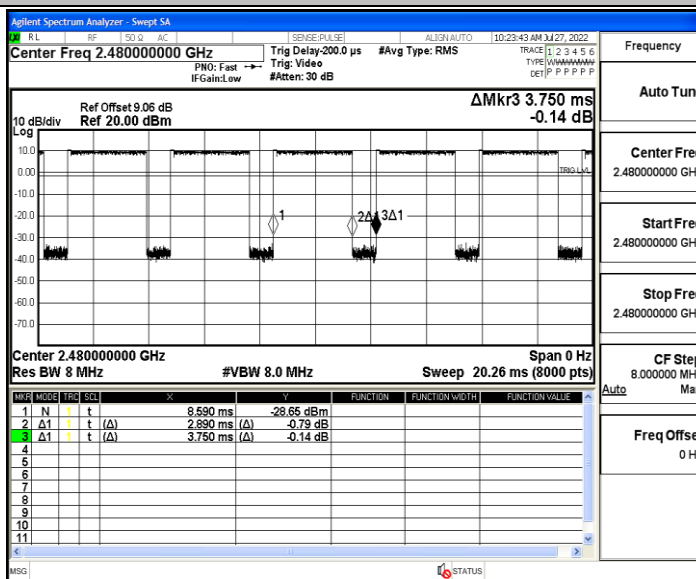 Agilent Spectrum Analyzer - Swept SA
RL RF 50 Ω AC SENSE:PULSE ALIGN AUTO 10:23:43 AM Jul 27, 2022
Center Freq 2.480000000 GHz
PNO: Fast
IFGain:Low
Trig Delay-200.0 µs
Trig: Video
#Atten: 30 dB
#Avg Type: RMS
TRACE 1 2 3 4 5 6
TYPE
DET P P P P P P
Ref Offset 9.06 dB
10 dB/div Ref 20.00 dBm
Log
ΔMkr3 3.750 ms
-0.14 dB
10.0
0.00
-10.0
-20.0
-30.0
-40.0
-50.0
-60.0
-70.0
TRIG LVL
1
2Δ1
3Δ1
Center 2.480000000 GHz Span 0 Hz
Res BW 8 MHz #VBW 8.0 MHz Sweep 20.26 ms (8000 pts)
MKR MODE TRC SCL X Y FUNCTION FUNCTION WIDTH FUNCTION VALUE
1 N 1 t 8.590 ms -28.65 dBm
2 Δ1 1 t (Δ) 2.890 ms (Δ) -0.79 dB
3 Δ1 1 t (Δ) 3.750 ms (Δ) -0.14 dB
4
5
6
7
8
9
10
11
MSG STATUS
Frequency
Auto Tun
Center Fre
2.480000000 GH
Start Fre
2.480000000 GH
Stop Fre
2.480000000 GH
CF Ste
8.000000 MH
Auto Ma
Freq Offse
0 H